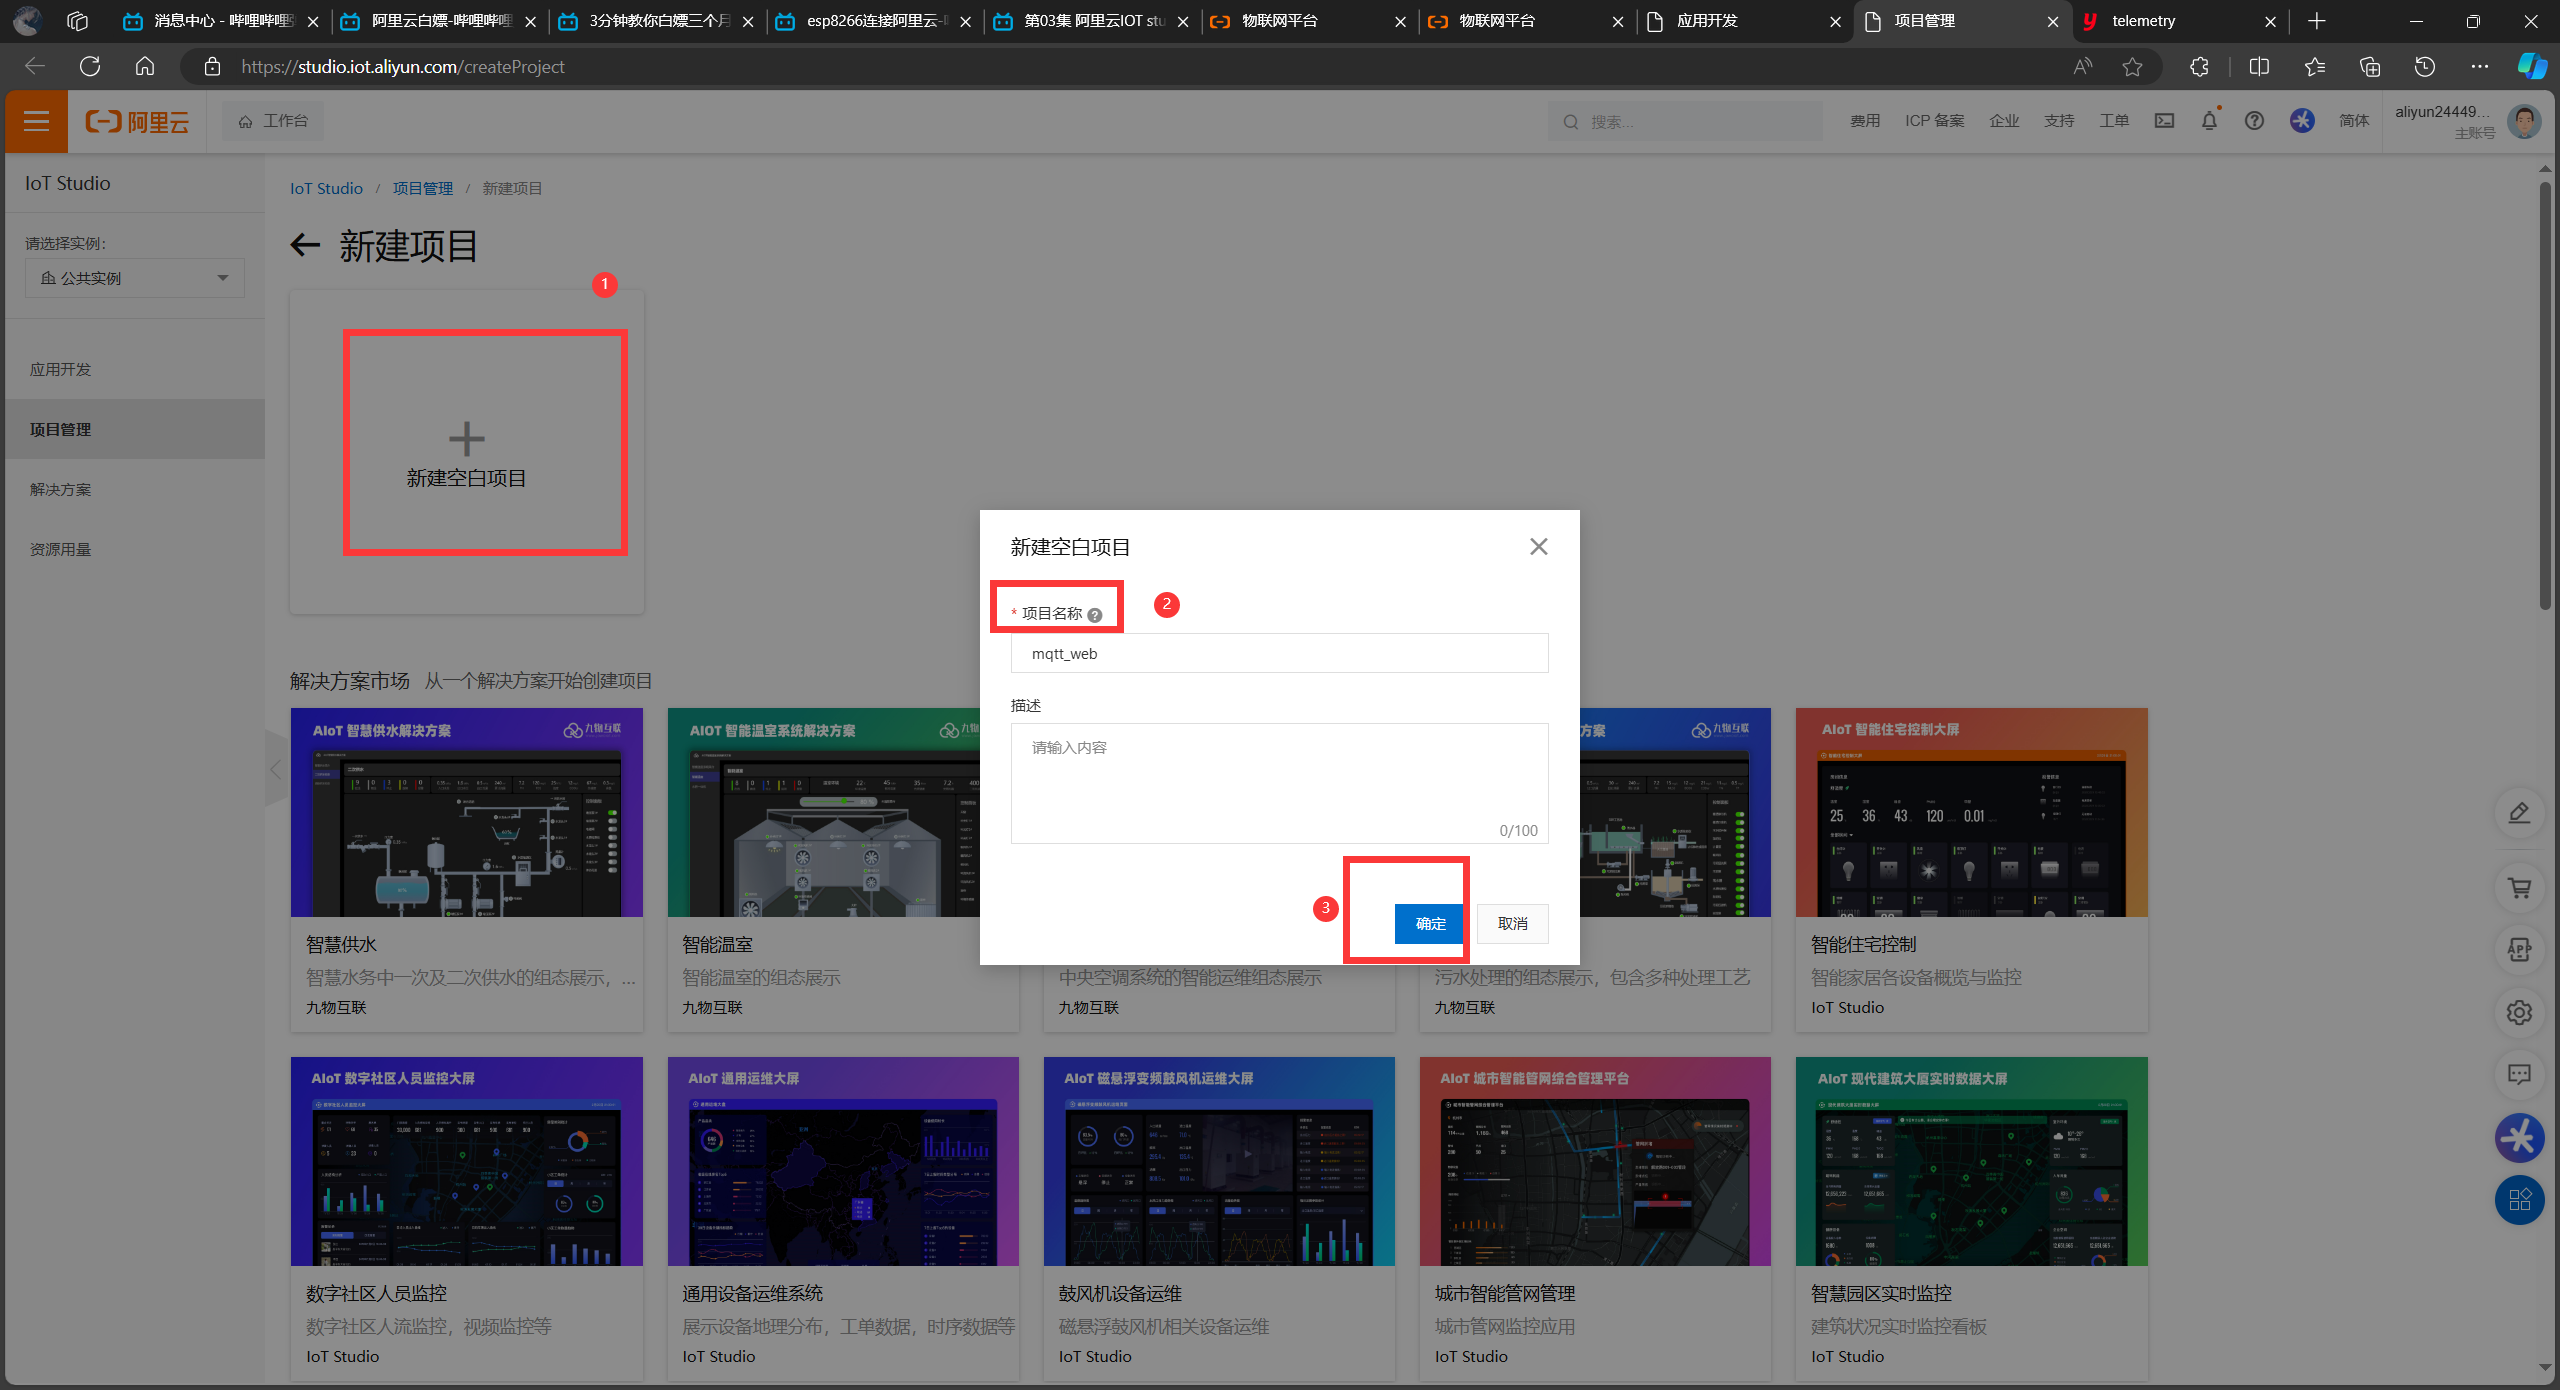 消息中心 - 哔哩哔哩
阿里云白嫖-哔哩哔哩
3分钟教你白嫖三个月
esp8266连接阿里云-
第03集 阿里云IOT stu
物联网平台
物联网平台
应用开发
项目管理
telemetry
https://studio.iot.aliyun.com/createProject
阿里云
工作台
搜索...
费用
ICP 备案
企业
支持
工单
简体
aliyun24449...
主账号
IoT Studio
请选择实例:
公共实例
应用开发
项目管理
解决方案
资源用量
IoT Studio / 项目管理 / 新建项目
新建项目
1
新建空白项目
新建空白项目
* 项目名称
2
mqtt_web
描述
请输入内容
0/100
3
确定
取消
解决方案市场 从一个解决方案开始创建项目
AIoT 智慧供水解决方案
九物互联
AIOT 智能温室系统解决方案
九物
方案
九物互联
AIoT 智能住宅控制大屏
25 36 43 120 0.01
智慧供水
智慧水务中一次及二次供水的组态展示，...
九物互联
智能温室
智能温室的组态展示
九物互联
中央空调系统的智能运维组态展示
九物互联
污水处理的组态展示，包含多种处理工艺
九物互联
智能住宅控制
智能家居各设备概览与监控
IoT Studio
AIoT 数字社区人员监控大屏
AIoT 通用运维大屏
AIoT 磁悬浮变频鼓风机运维大屏
AIoT 城市智能管网综合管理平台
AIoT 现代建筑大厦实时数据大屏
数字社区人员监控
数字社区人流监控，视频监控等
IoT Studio
通用设备运维系统
展示设备地理分布，工单数据，时序数据等
IoT Studio
鼓风机设备运维
磁悬浮鼓风机相关设备运维
IoT Studio
城市智能管网管理
城市管网监控应用
IoT Studio
智慧园区实时监控
建筑状况实时监控看板
IoT Studio
APP